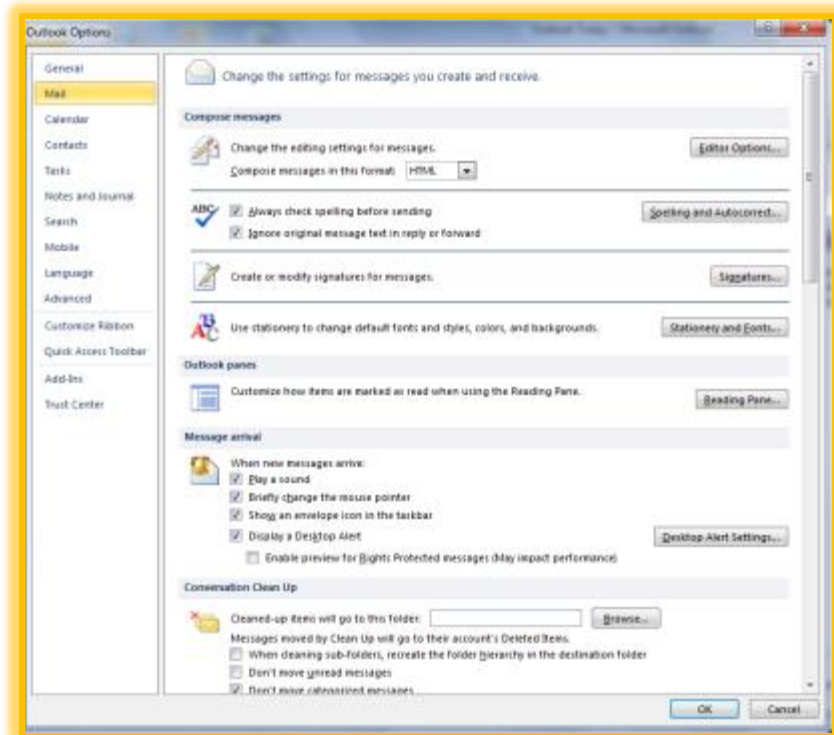 Outlook Options
General
Mail
Calendar
Contacts
Tasks
Notes and Journal
Search
Mobile
Language
Advanced
Customize Ribbon
Quick Access Toolbar
Add-Ins
Trust Center
Change the settings for messages you create and receive.
Compose messages
Change the editing settings for messages.
Editor Options...
Compose messages in this format: HTML
ABC
Always check spelling before sending
Spelling and Autocorrect...
Ignore original message text in reply or forward
Create or modify signatures for messages.
Signatures...
Use stationery to change default fonts and styles, colors, and backgrounds.
Stationery and Fonts...
Outlook panes
Customize how items are marked as read when using the Reading Pane.
Reading Pane...
Message arrival
When new messages arrive:
Play a sound
Briefly change the mouse pointer
Show an envelope icon in the taskbar
Display a Desktop Alert
Desktop Alert Settings...
Enable preview for Rights Protected messages (May impact performance)
Conversation Clean Up
Cleaned-up items will go to this folder:
Browse...
Messages moved by Clean Up will go to their account's Deleted Items.
When cleaning sub-folders, recreate the folder hierarchy in the destination folder
Don't move unread messages
Don't move categorized messages
OK
Cancel